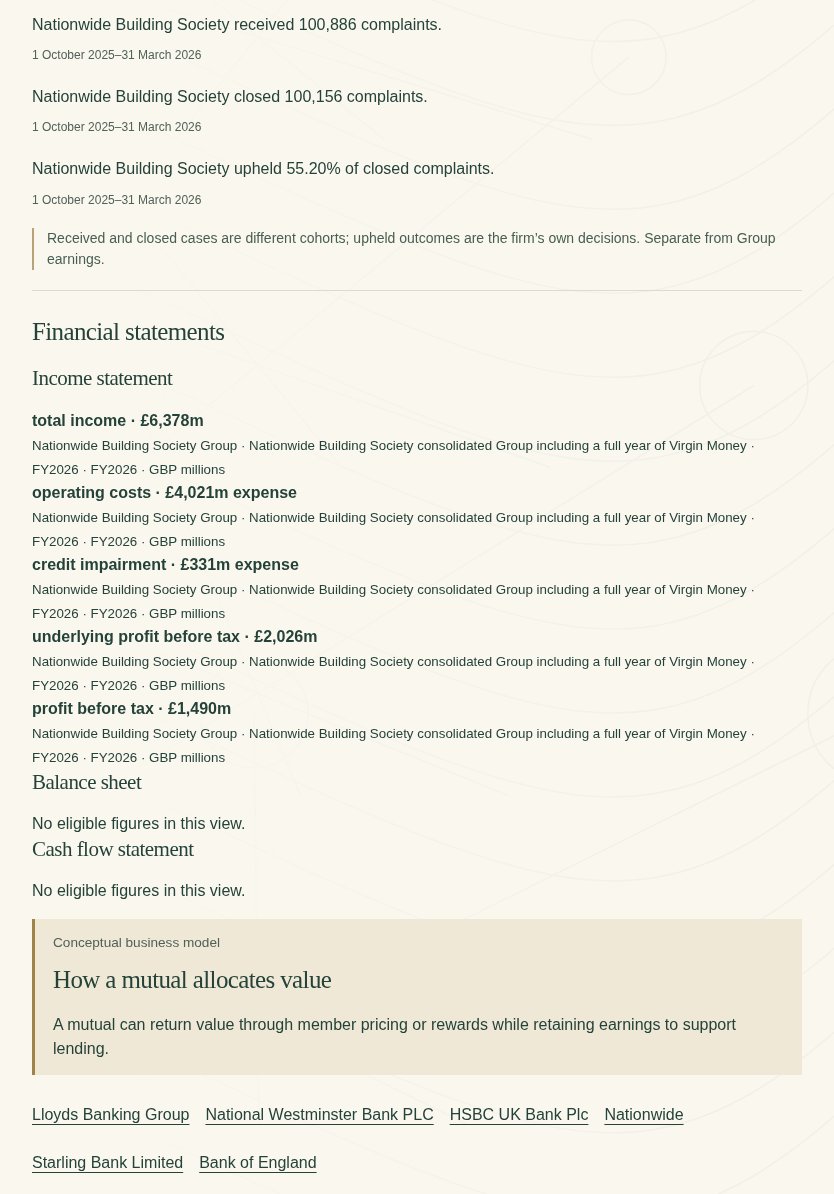 Nationwide Building Society received 100,886 complaints.
1 October 2025–31 March 2026
Nationwide Building Society closed 100,156 complaints.
1 October 2025–31 March 2026
Nationwide Building Society upheld 55.20% of closed complaints.
1 October 2025–31 March 2026
Received and closed cases are different cohorts; upheld outcomes are the firm’s own decisions. Separate from Group
earnings.
Financial statements
Income statement
total income · £6,378m
Nationwide Building Society Group · Nationwide Building Society consolidated Group including a full year of Virgin Money ·
FY2026 · FY2026 · GBP millions
operating costs · £4,021m expense
Nationwide Building Society Group · Nationwide Building Society consolidated Group including a full year of Virgin Money ·
FY2026 · FY2026 · GBP millions
credit impairment · £331m expense
Nationwide Building Society Group · Nationwide Building Society consolidated Group including a full year of Virgin Money ·
FY2026 · FY2026 · GBP millions
underlying profit before tax · £2,026m
Nationwide Building Society Group · Nationwide Building Society consolidated Group including a full year of Virgin Money ·
FY2026 · FY2026 · GBP millions
profit before tax · £1,490m
Nationwide Building Society Group · Nationwide Building Society consolidated Group including a full year of Virgin Money ·
FY2026 · FY2026 · GBP millions
Balance sheet
No eligible figures in this view.
Cash flow statement
No eligible figures in this view.
Conceptual business model
How a mutual allocates value
A mutual can return value through member pricing or rewards while retaining earnings to support
lending.
Lloyds Banking Group National Westminster Bank PLC HSBC UK Bank Plc Nationwide
Starling Bank Limited Bank of England